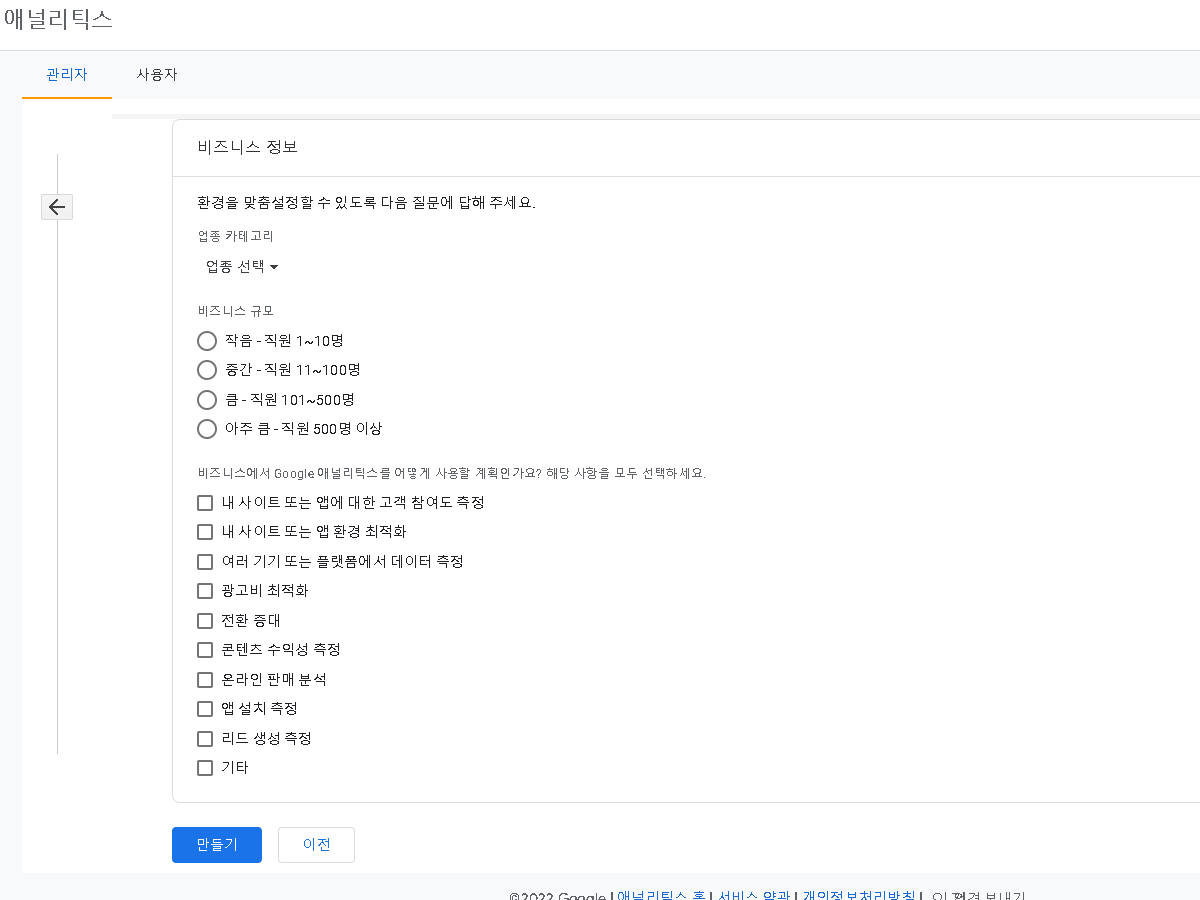 애널리틱스
관리자 사용자
비즈니스 정보
환경을 맞춤설정할 수 있도록 다음 질문에 답해 주세요.
업종 카테고리
업종 선택
비즈니스 규모
작음 - 직원 1~10명
중간 - 직원 11~100명
큼 - 직원 101~500명
아주 큼 - 직원 500명 이상
비즈니스에서 Google 애널리틱스를 어떻게 사용할 계획인가요? 해당 사항을 모두 선택하세요.
내 사이트 또는 앱에 대한 고객 참여도 측정
내 사이트 또는 앱 환경 최적화
여러 기기 또는 플랫폼에서 데이터 측정
광고비 최적화
전환 증대
콘텐츠 수익성 측정
온라인 판매 분석
앱 설치 측정
리드 생성 측정
기타
만들기 이전
©2022 Google | 애널리틱스 홈 | 서비스 약관 | 개인정보처리방침 | 의견 보내기